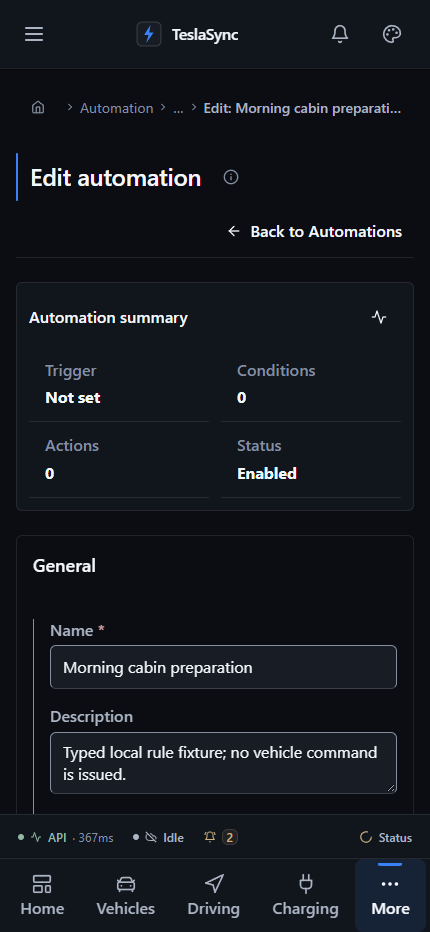 TeslaSync
Automation ... Edit: Morning cabin preparati...
Edit automation
Back to Automations
Automation summary
Trigger
Not set
Conditions
0
Actions
0
Status
Enabled
General
Name *
Morning cabin preparation
Description
Typed local rule fixture; no vehicle command
is issued.
API · 367ms Idle 2 Status
Home Vehicles Driving Charging More